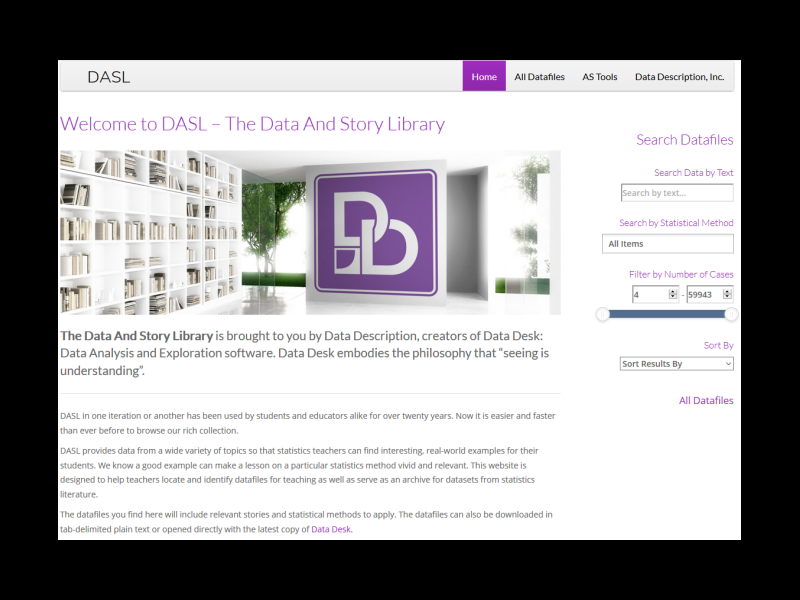 DASL
Home
All Datafiles
AS Tools
Data Description, Inc.
Welcome to DASL – The Data And Story Library
The Data And Story Library is brought to you by Data Description, creators of Data Desk:
Data Analysis and Exploration software. Data Desk embodies the philosophy that “seeing is
understanding”.
DASL in one iteration or another has been used by students and educators alike for over twenty years. Now it is easier and faster
than ever before to browse our rich collection.
DASL provides data from a wide variety of topics so that statistics teachers can find interesting, real-world examples for their
students. We know a good example can make a lesson on a particular statistics method vivid and relevant. This website is
designed to help teachers locate and identify datafiles for teaching as well as serve as an archive for datasets from statistics
literature.
The datafiles you find here will include relevant stories and statistical methods to apply. The datafiles can also be downloaded in
tab-delimited plain text or opened directly with the latest copy of Data Desk.
Search Datafiles
Search Data by Text
Search by text...
Search by Statistical Method
All Items
Filter by Number of Cases
4 - 59943
Sort By
Sort Results By
All Datafiles